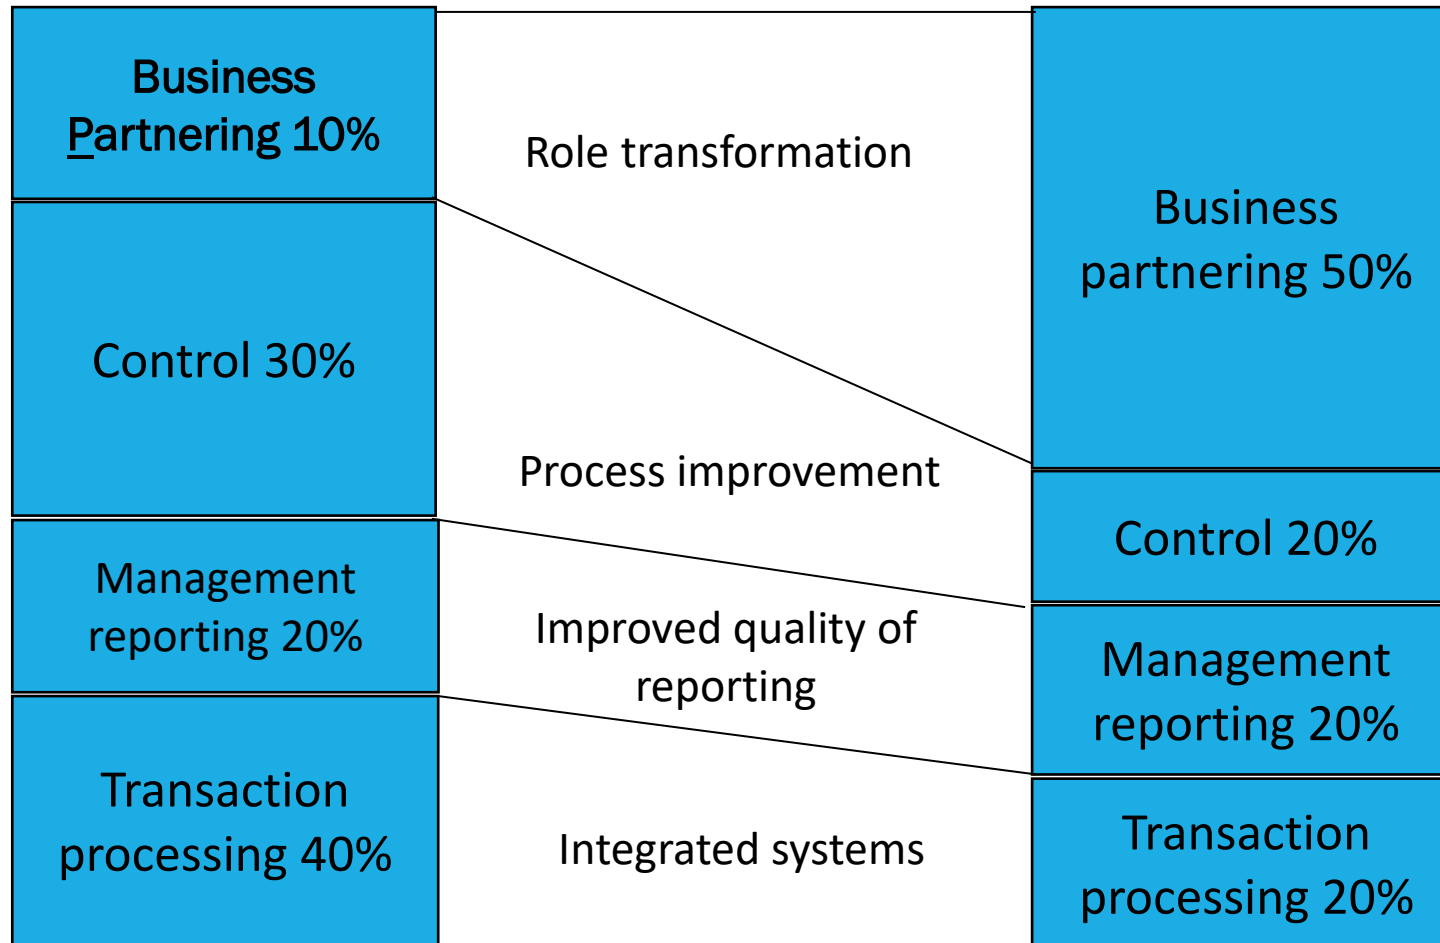 Business
Partnering 10%
Control 30%
Management
reporting 20%
Transaction
processing 40%
Role transformation
Process improvement
Improved quality of
reporting
Integrated systems
Business
partnering 50%
Control 20%
Management
reporting 20%
Transaction
processing 20%